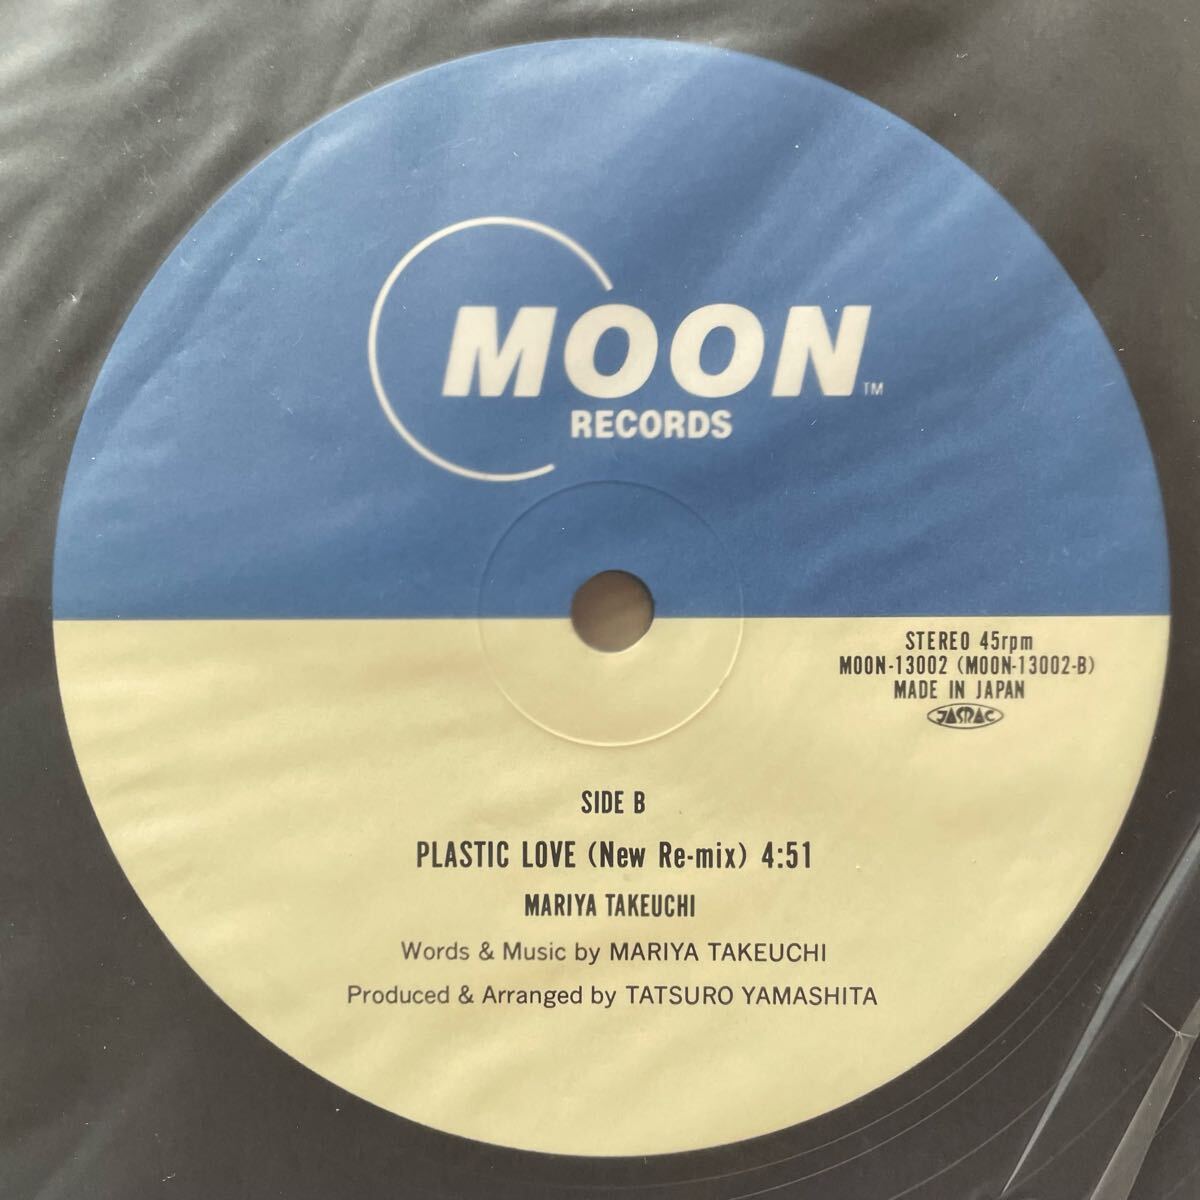 MOON TM
RECORDS
STEREO 45rpm
MOON-13002 (MOON-13002-B)
MADE IN JAPAN
JASRAC
SIDE B
PLASTIC LOVE (New Re-mix) 4:51
MARIYA TAKEUCHI
Words & Music by MARIYA TAKEUCHI
Produced & Arranged by TATSURO YAMASHITA